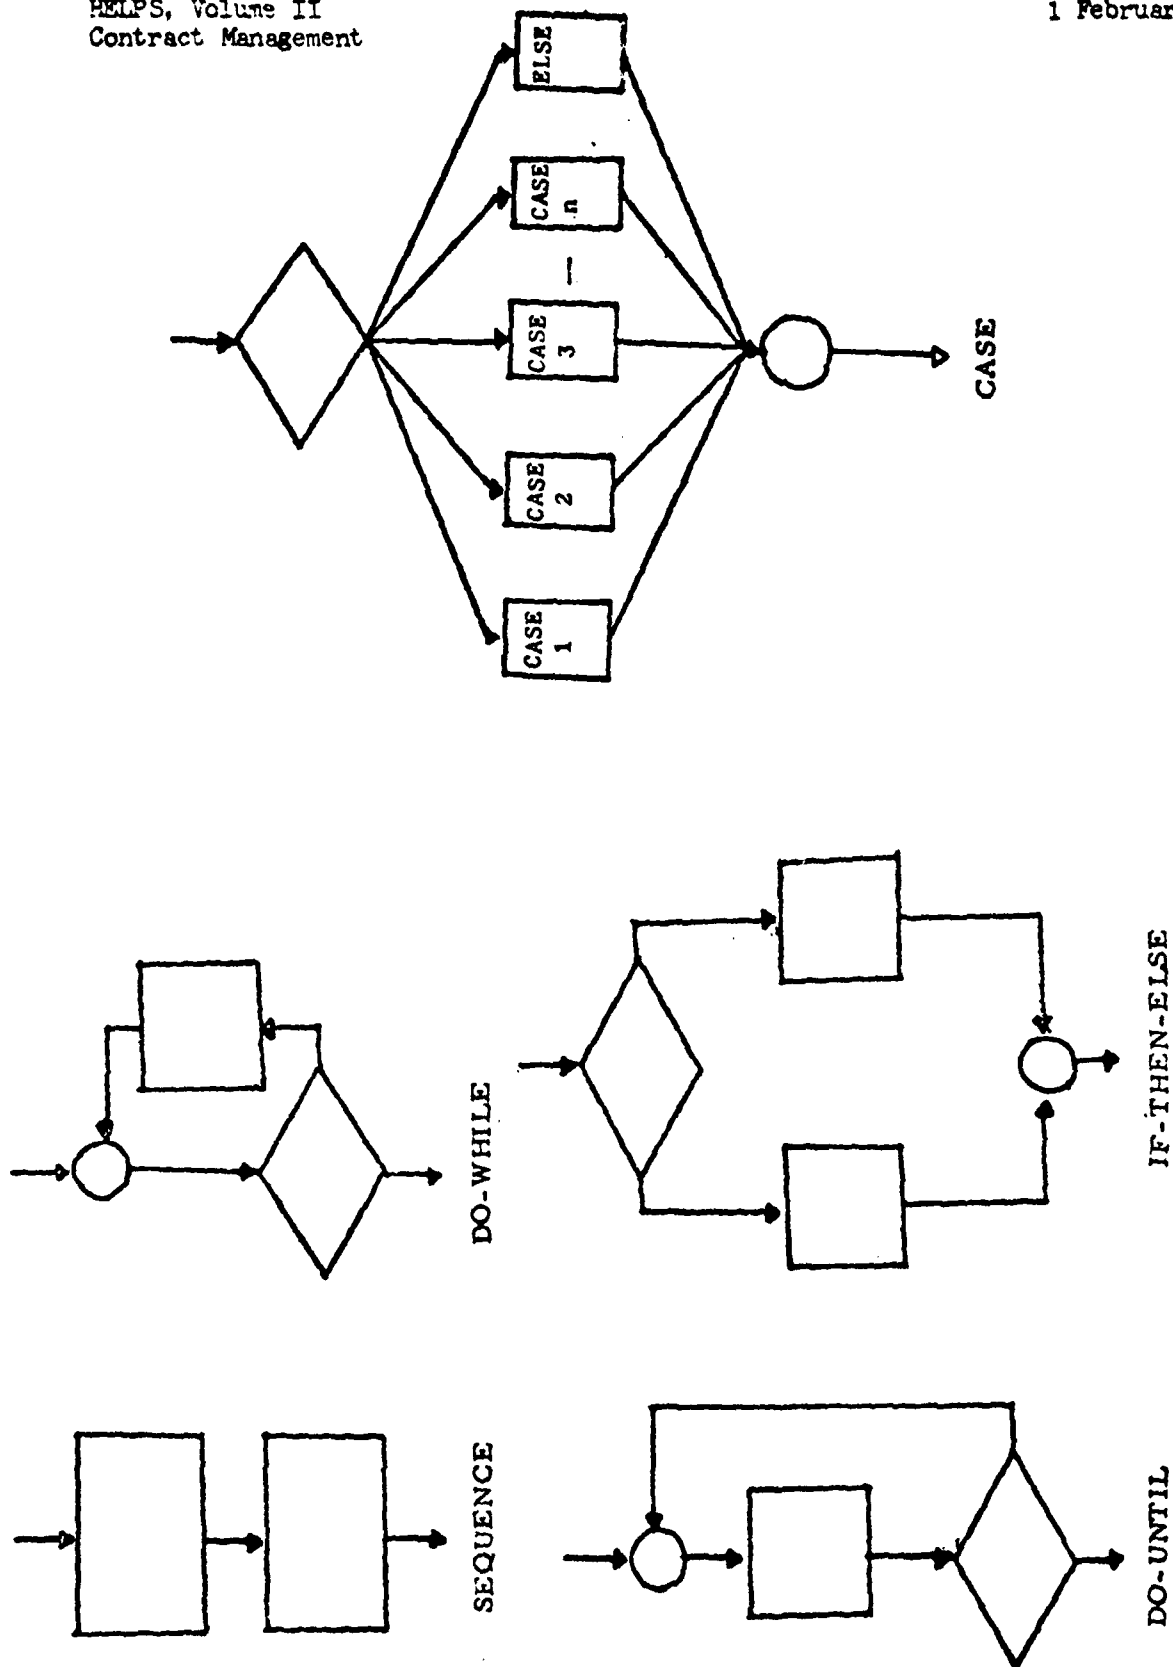 HELPS, Volume II
Contract Management
1 Februar
SEQUENCE
DO-WHILE
DO-UNTIL
IF-THEN-ELSE
CASE
1
CASE
2
CASE
3
—
CASE
n
ELSE
CASE